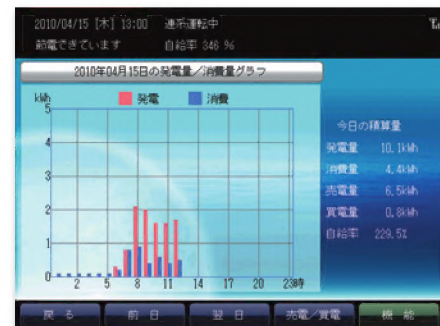 2010/04/15 [木] 13:00 連系運転中
節電できています 自給率 346 %
2010年04月15日の発電量／消費量グラフ
kWh 発電 消費
5
4
3
2
1
0
2 5 8 11 14 17 20 23時
今日の積算量
発電量 10.1kWh
消費量 4.4kWh
売電量 6.5kWh
買電量 0.8kWh
自給率 229.5%
戻る 前日 翌日 売電／買電 機能